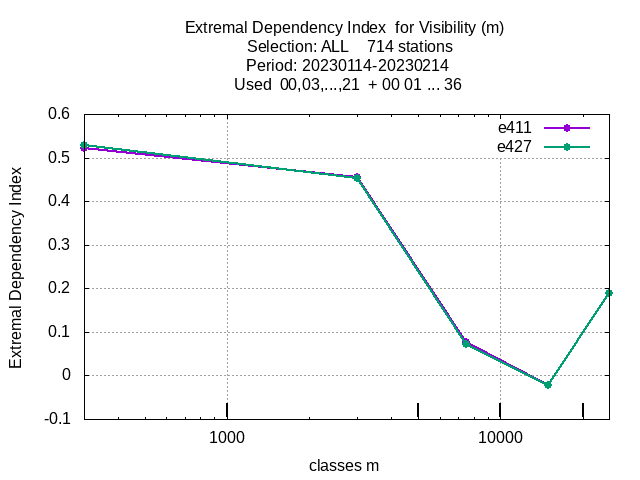 Extremal Dependency Index  for Visibility (m)
Selection: ALL    714 stations
Period: 20230114-20230214
Used  00,03,...,21  + 00 01 ... 36
e411
e427
0.6
0.5
0.4
0.3
0.2
0.1
0
-0.1
Extremal Dependency Index
1000
10000
classes m